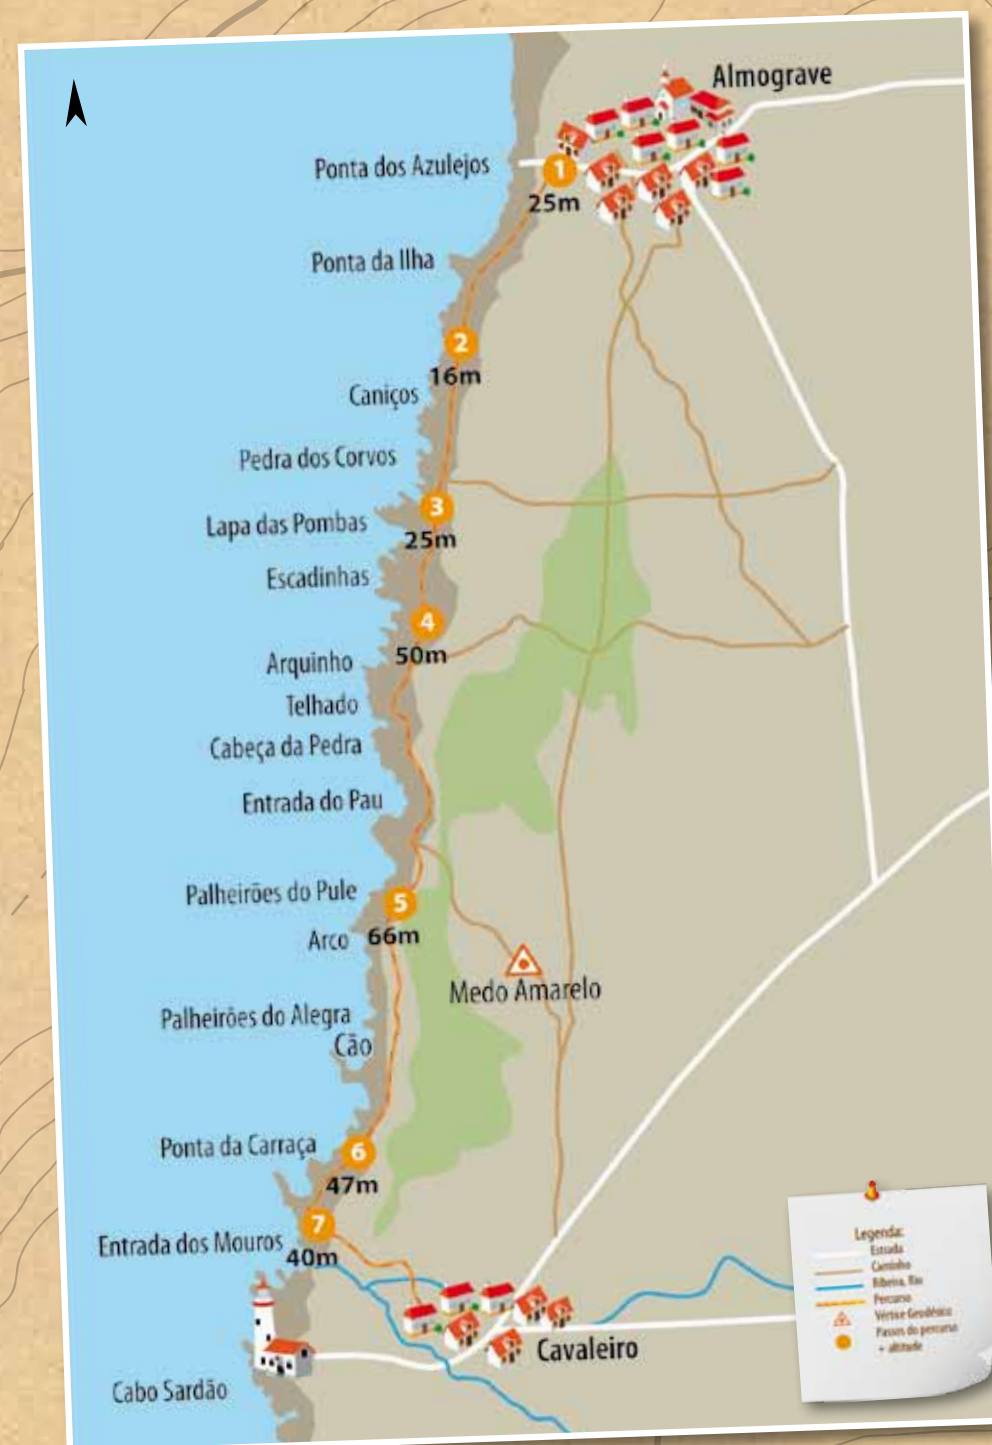 Almograve
Ponta dos Azulejos
1
25m
Ponta da Ilha
2
16m
Caniços
Pedra dos Corvos
3
Lapa das Pombas
25m
Escadinhas
4
50m
Arquinho
Telhado
Cabeça da Pedra
Entrada do Pau
Palheirões do Pule
5
Arco
66m
Medo Amarelo
Palheirões do Alegra
Cão
Ponta da Carraça
6
47m
7
Entrada dos Mouros
40m
Cavaleiro
Cabo Sardão
Legenda:
Estrada
Caminho
Ribeira, Rio
Percurso
Vértice Geodésico
Passos do percurso
+ altitude